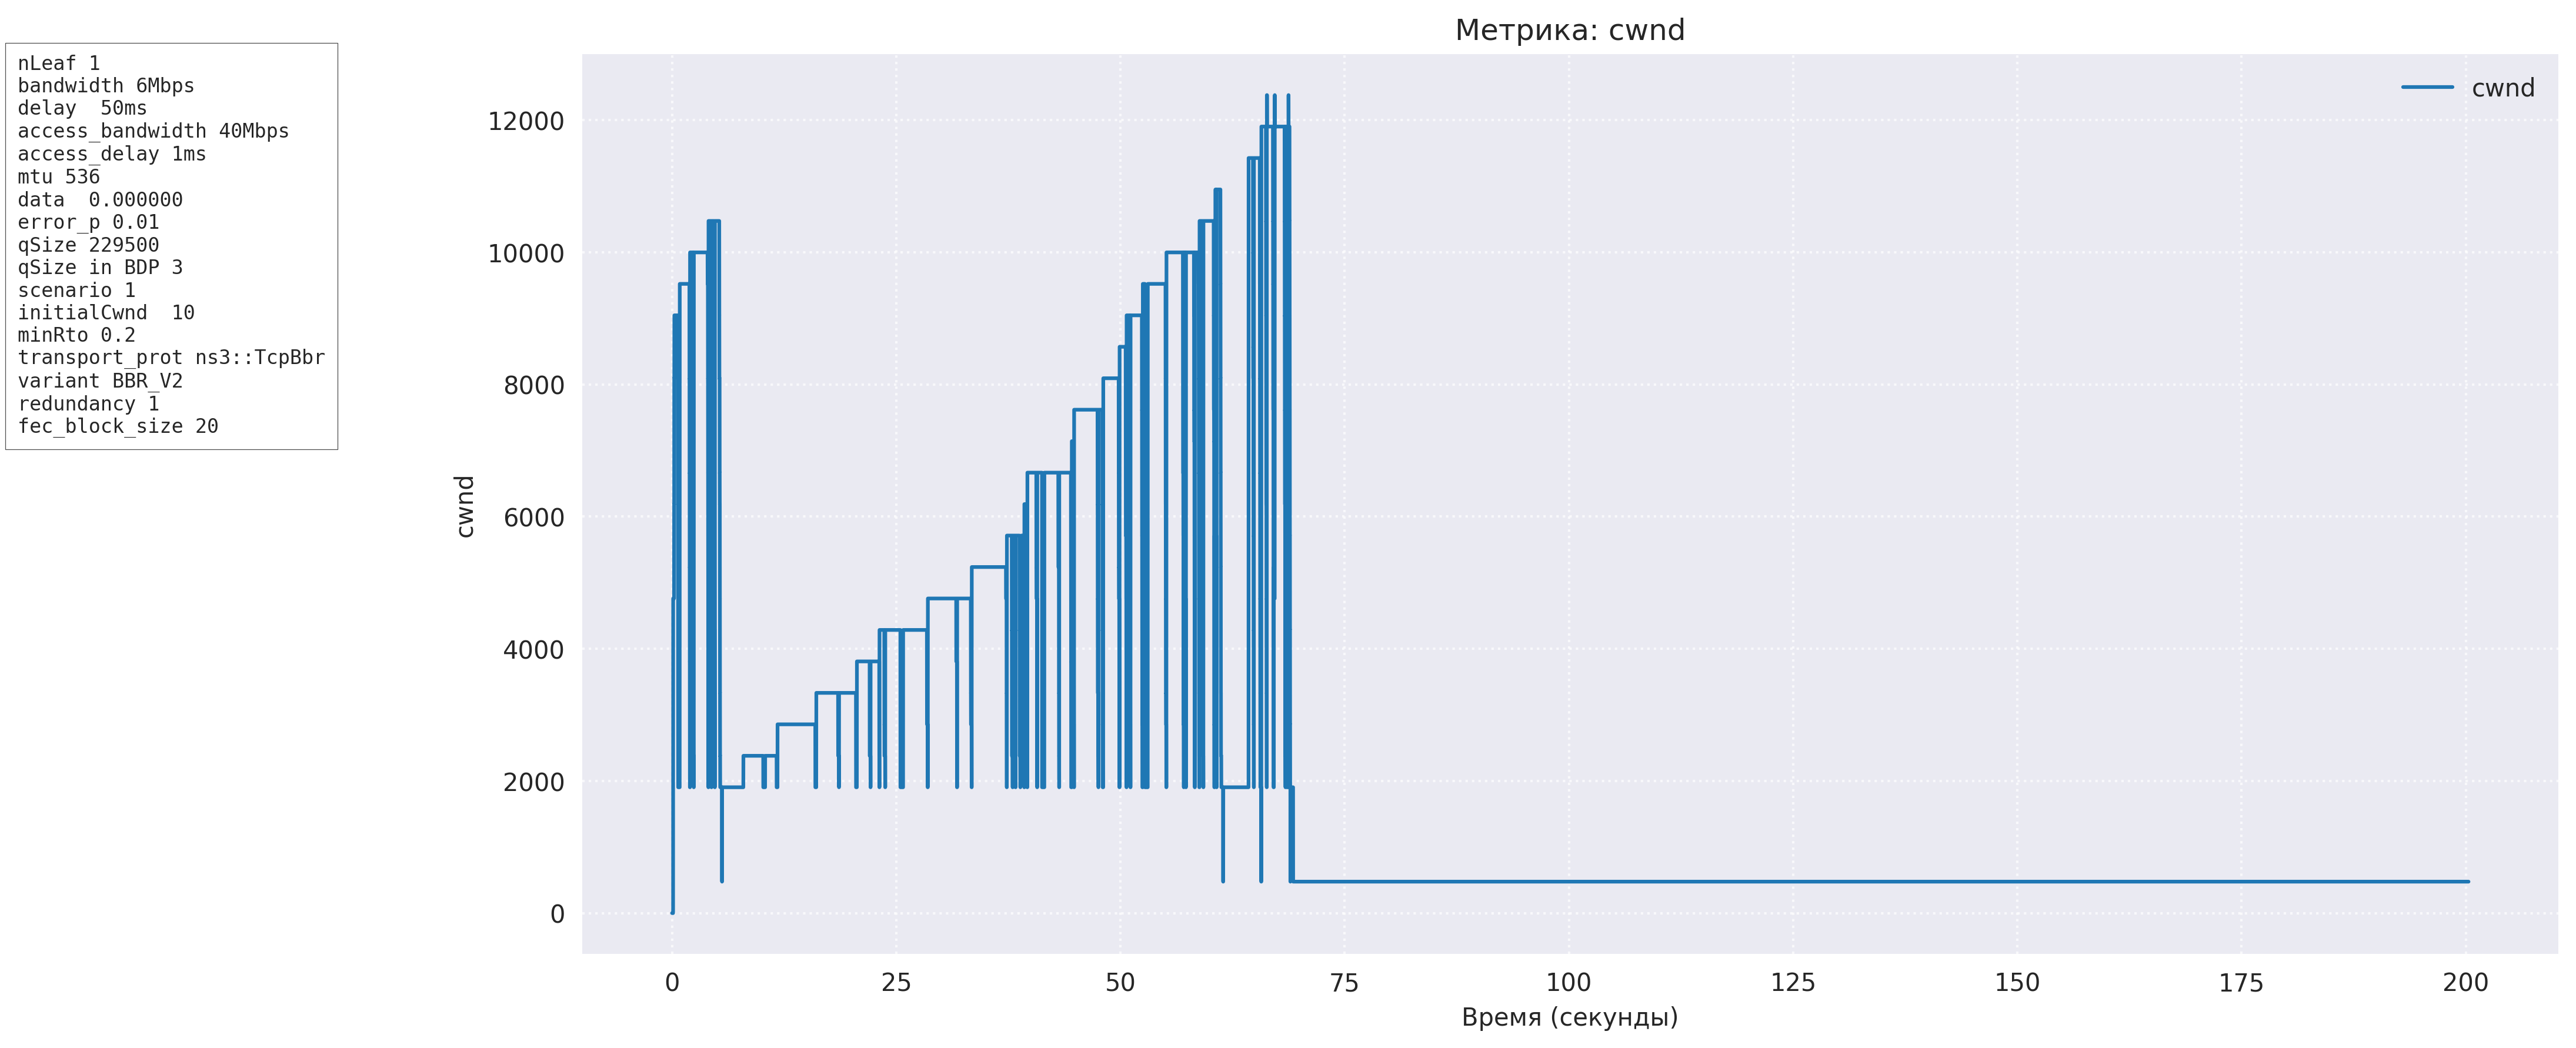 Метрика: cwnd
nLeaf 1
bandwidth 6Mbps
delay  50ms
access_bandwidth 40Mbps
access_delay 1ms
mtu 536
data  0.000000
error_p 0.01
qSize 229500
qSize in BDP 3
scenario 1
initialCwnd  10
minRto 0.2
transport_prot ns3::TcpBbr
variant BBR_V2
redundancy 1
fec_block_size 20
cwnd
12000
10000
8000
6000
4000
2000
0
cwnd
0 25 50 75 100 125 150 175 200
Время (секунды)